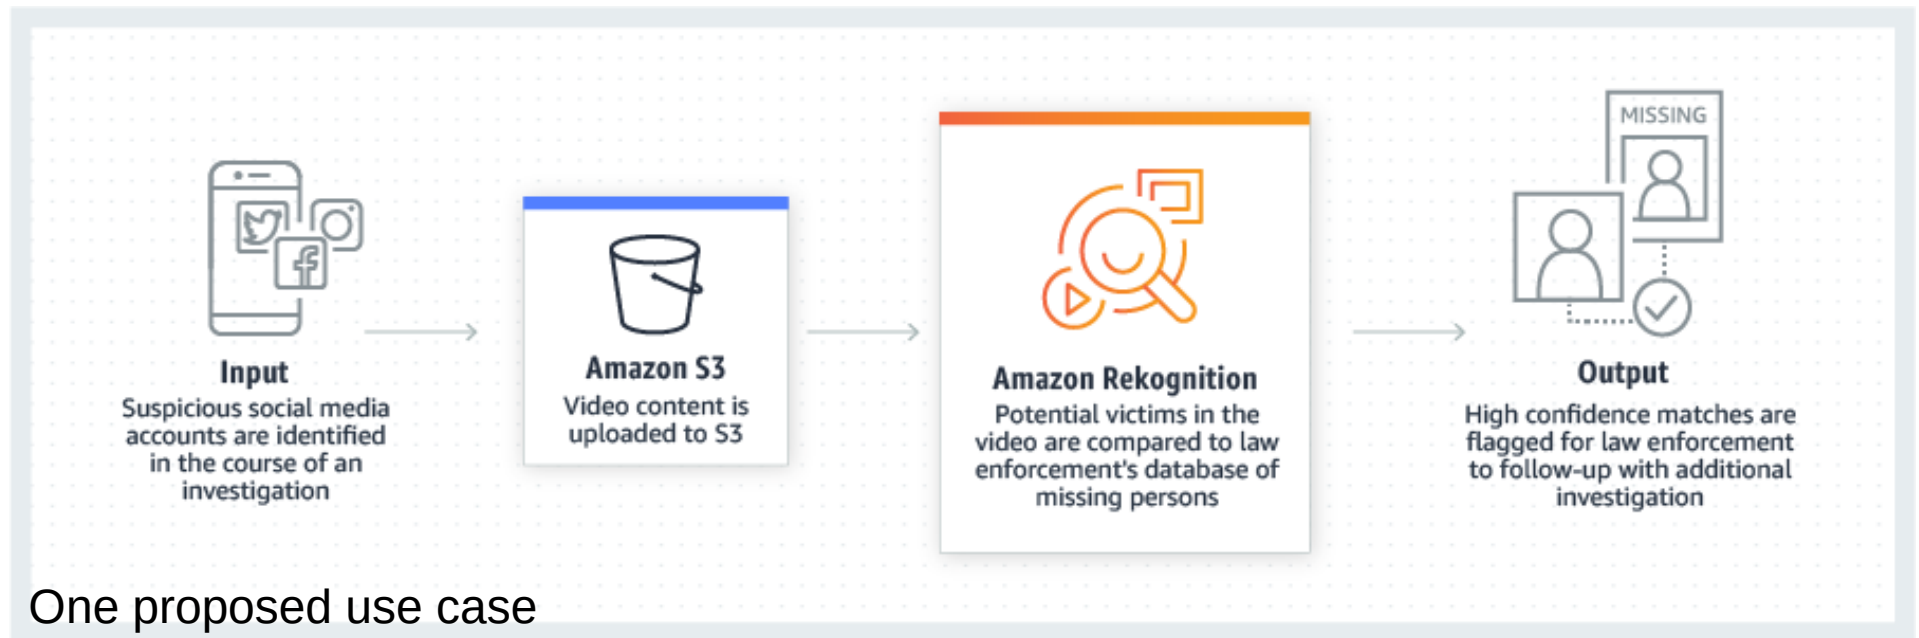 MISSING
Input
Suspicious social media
accounts are identified
in the course of an
investigation
Amazon S3
Video content is
uploaded to S3
Amazon Rekognition
Potential victims in the
video are compared to law
enforcement's database of
missing persons
Output
High confidence matches are
flagged for law enforcement
to follow-up with additional
investigation
One proposed use case